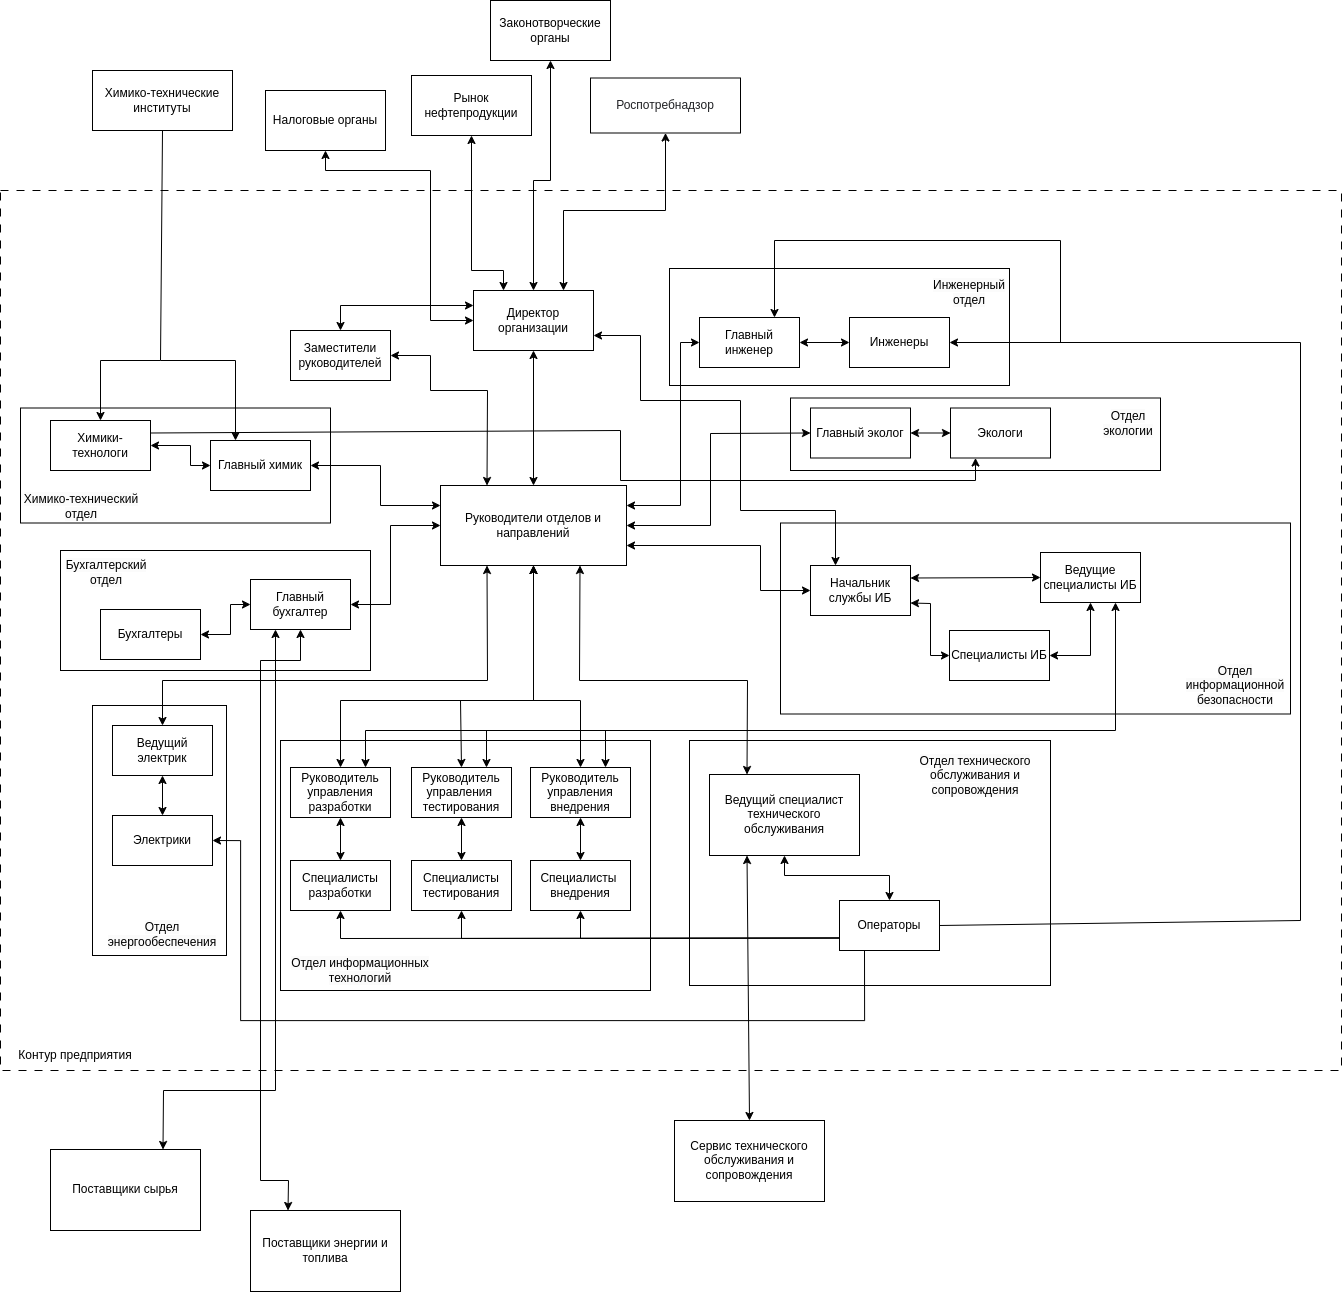 Законотворческие
органы
Химико-технические
институты
Налоговые органы
Рынок
нефтепродукции
Роспотребнадзор
Инженерный
отдел
Директор
организации
Заместители
руководителей
Главный
инженер
Инженеры
Химики-
технологи
Главный химик
Химико-технический
отдел
Главный эколог
Экологи
Отдел
экологии
Руководители отделов и
направлений
Бухгалтерский
отдел
Главный
бухгалтер
Бухгалтеры
Начальник
службы ИБ
Ведущие
специалисты ИБ
Специалисты ИБ
Отдел
информационной
безопасности
Ведущий
электрик
Электрики
Отдел
энергообеспечения
Руководитель
управления
разработки
Руководитель
управления
тестирования
Руководитель
управления
внедрения
Специалисты
разработки
Специалисты
тестирования
Специалисты
внедрения
Отдел информационных
технологий
Отдел технического
обслуживания и
сопровождения
Ведущий специалист
технического
обслуживания
Операторы
Контур предприятия
Поставщики сырья
Поставщики энергии и
топлива
Сервис технического
обслуживания и
сопровождения